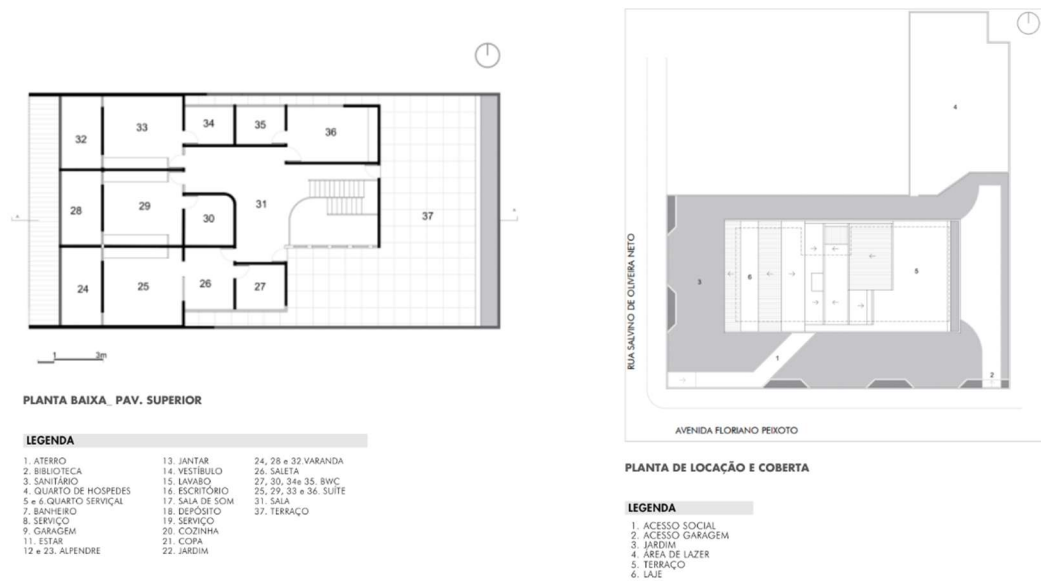 32
33
34
35
36
28
29
30
31
37
24
25
26
27
1
3m
PLANTA BAIXA_ PAV. SUPERIOR
LEGENDA
1. ATERRO
2. BIBLIOTECA
3. SANITÁRIO
4. QUARTO DE HOSPEDES
5 e 6.QUARTO SERVIÇAL
7. BANHEIRO
8. SERVIÇO
9. GARAGEM
11. ESTAR
12 e 23. ALPENDRE
13. JANTAR
14. VESTÍBULO
15. LAVABO
16. ESCRITÓRIO
17. SALA DE SOM
18. DEPÓSITO
19. SERVIÇO
20. COZINHA
21. COPA
22. JARDIM
24, 28 e 32.VARANDA
26. SALETA
27, 30, 34e 35. BWC
25, 29, 33 e 36. SUÍTE
31. SALA
37. TERRAÇO
4
3
6
5
1
2
RUA SALVINO DE OLIVEIRA NETO
AVENIDA FLORIANO PEIXOTO
PLANTA DE LOCAÇÃO E COBERTA
LEGENDA
1. ACESSO SOCIAL
2. ACESSO GARAGEM
3. JARDIM
4. ÁREA DE LAZER
5. TERRAÇO
6. LAJE